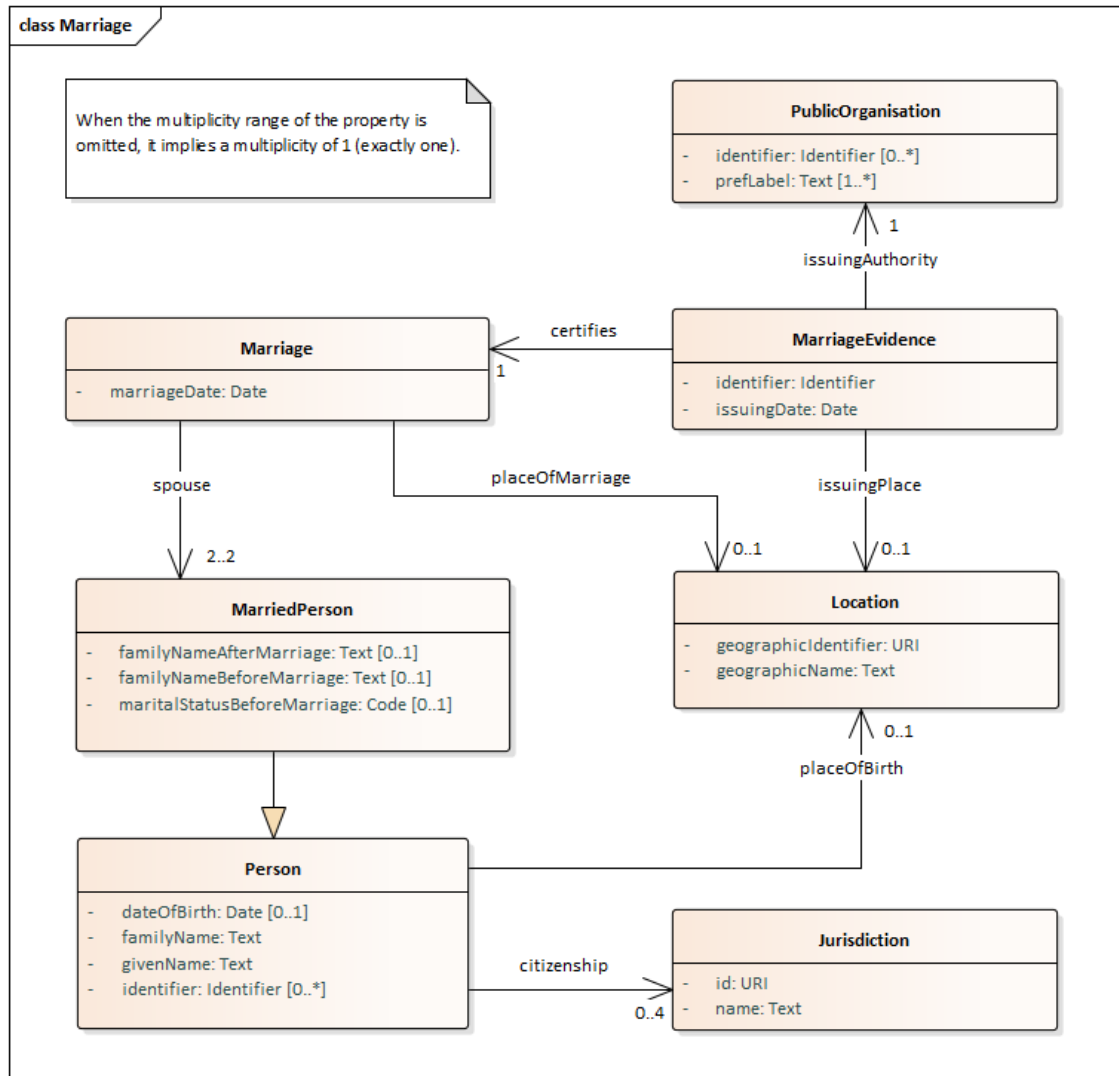 class Marriage
When the multiplicity range of the property is
omitted, it implies a multiplicity of 1 (exactly one).
PublicOrganisation
- identifier: Identifier [0..*]
- prefLabel: Text [1..*]
1
issuingAuthority
Marriage
- marriageDate: Date
certifies
1
MarriageEvidence
- identifier: Identifier
- issuingDate: Date
spouse
2..2
placeOfMarriage
0..1
issuingPlace
0..1
MarriedPerson
- familyNameAfterMarriage: Text [0..1]
- familyNameBeforeMarriage: Text [0..1]
- maritalStatusBeforeMarriage: Code [0..1]
Location
- geographicIdentifier: URI
- geographicName: Text
0..1
placeOfBirth
Person
- dateOfBirth: Date [0..1]
- familyName: Text
- givenName: Text
- identifier: Identifier [0..*]
citizenship
0..4
Jurisdiction
- id: URI
- name: Text